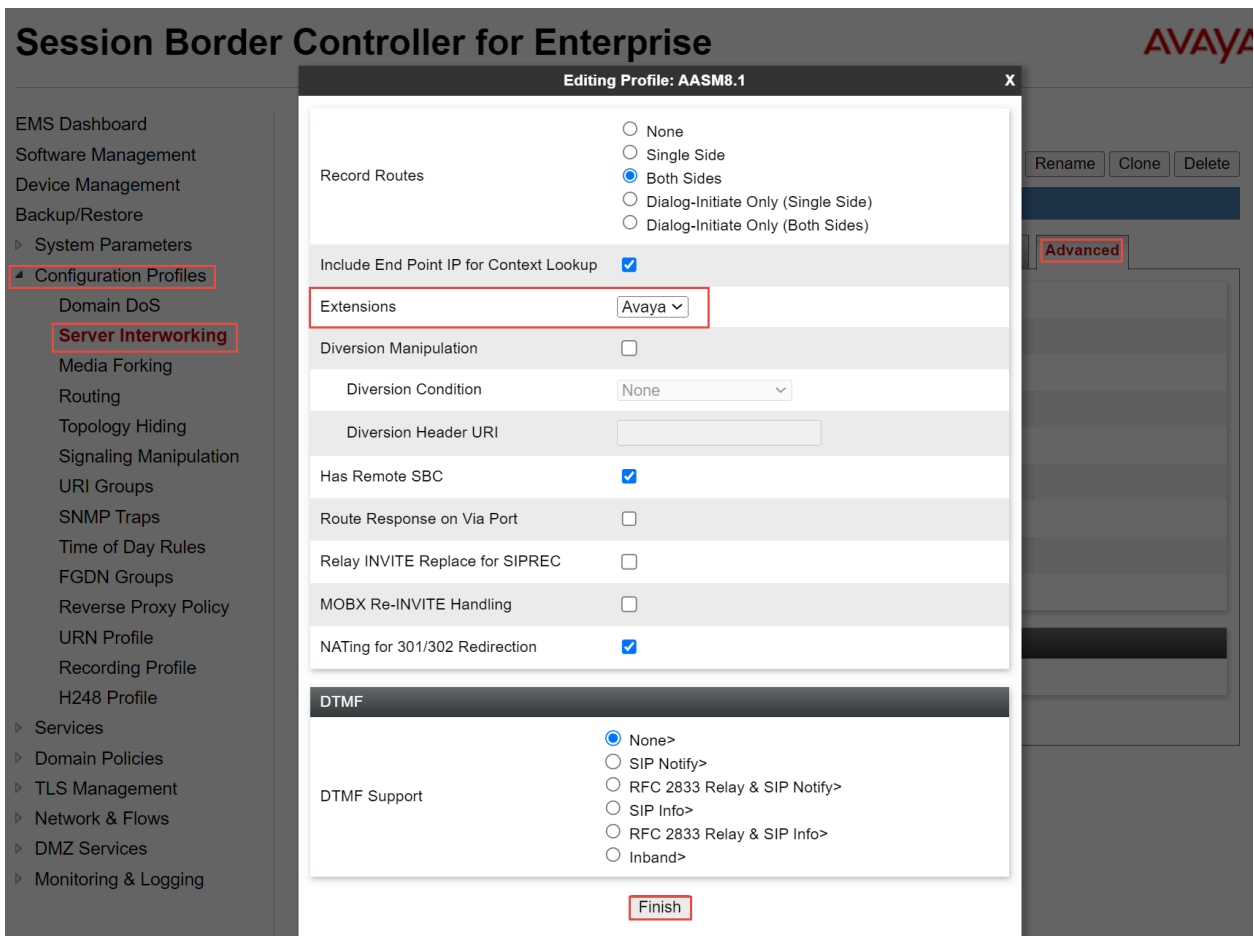 Session Border Controller for Enterprise
AVAYA
Editing Profile: AASM8.1
X
EMS Dashboard
Software Management
Device Management
Backup/Restore
System Parameters
Configuration Profiles
Domain DoS
Server Interworking
Media Forking
Routing
Topology Hiding
Signaling Manipulation
URI Groups
SNMP Traps
Time of Day Rules
FGDN Groups
Reverse Proxy Policy
URN Profile
Recording Profile
H248 Profile
Services
Domain Policies
TLS Management
Network & Flows
DMZ Services
Monitoring & Logging
Record Routes
None
Single Side
Both Sides
Dialog-Initiate Only (Single Side)
Dialog-Initiate Only (Both Sides)
Include End Point IP for Context Lookup
Extensions
Avaya
Diversion Manipulation
Diversion Condition
None
Diversion Header URI
Has Remote SBC
Route Response on Via Port
Relay INVITE Replace for SIPREC
MOBX Re-INVITE Handling
NATing for 301/302 Redirection
DTMF
DTMF Support
None>
SIP Notify>
RFC 2833 Relay & SIP Notify>
SIP Info>
RFC 2833 Relay & SIP Info>
Inband>
Finish
Rename
Clone
Delete
Advanced